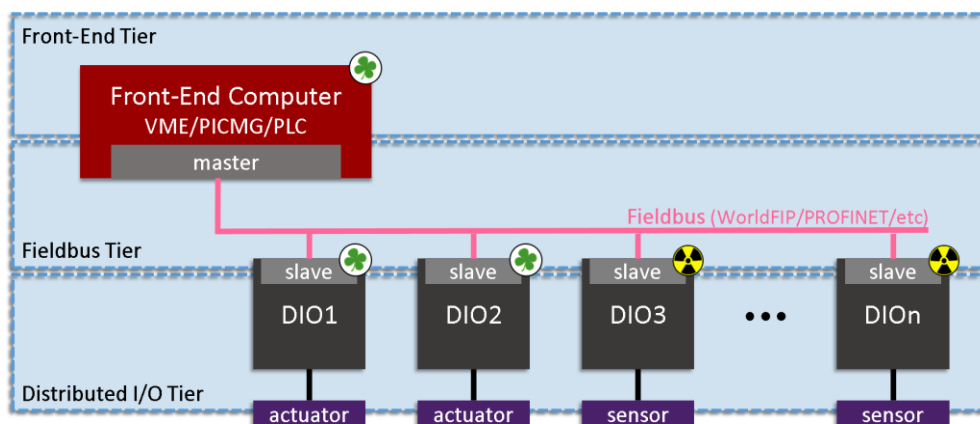 Front-End Tier
Front-End Computer
VME/PICMG/PLC
master
Fieldbus (WorldFIP/PROFINET/etc)
Fieldbus Tier
slave slave slave slave
DIO1 DIO2 DIO3 ••• DIOn
Distributed I/O Tier
actuator actuator sensor sensor